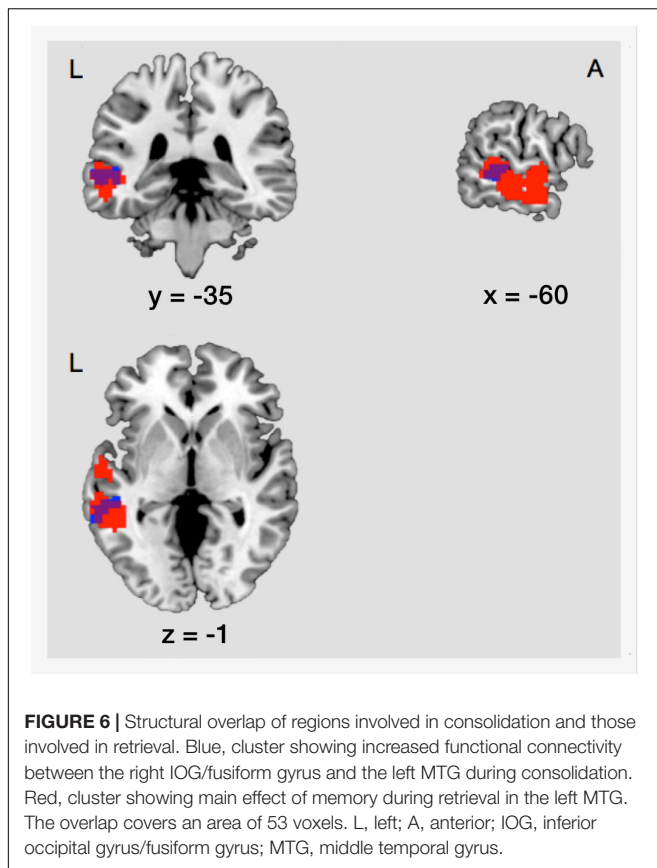 L
A
y = -35
x = -60
L
z = -1
FIGURE 6 | Structural overlap of regions involved in consolidation and those
involved in retrieval. Blue, cluster showing increased functional connectivity
between the right IOG/fusiform gyrus and the left MTG during consolidation.
Red, cluster showing main effect of memory during retrieval in the left MTG.
The overlap covers an area of 53 voxels. L, left; A, anterior; IOG, inferior
occipital gyrus/fusiform gyrus; MTG, middle temporal gyrus.